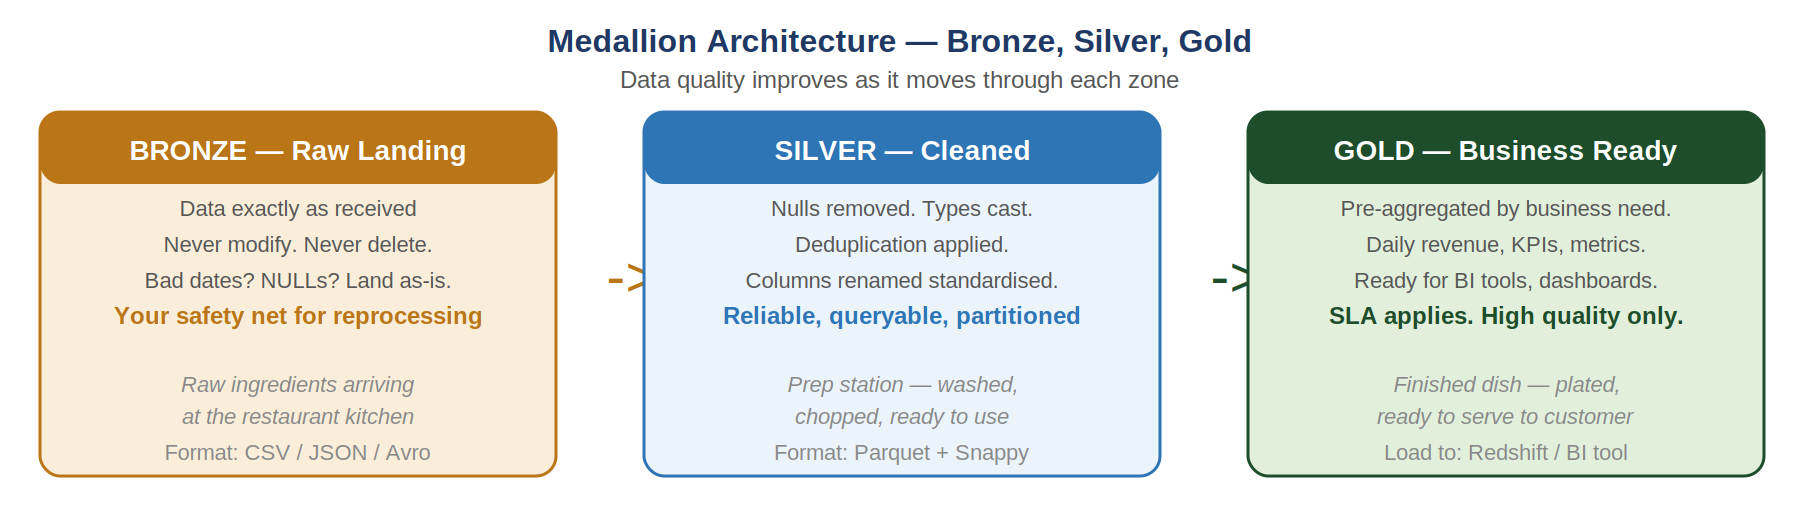 Medallion Architecture — Bronze, Silver, Gold
Data quality improves as it moves through each zone
BRONZE — Raw Landing
Data exactly as received
Never modify. Never delete.
Bad dates? NULLs? Land as-is.
Your safety net for reprocessing
Raw ingredients arriving
at the restaurant kitchen
Format: CSV / JSON / Avro
->
SILVER — Cleaned
Nulls removed. Types cast.
Deduplication applied.
Columns renamed standardised.
Reliable, queryable, partitioned
Prep station — washed,
chopped, ready to use
Format: Parquet + Snappy
->
GOLD — Business Ready
Pre-aggregated by business need.
Daily revenue, KPIs, metrics.
Ready for BI tools, dashboards.
SLA applies. High quality only.
Finished dish — plated,
ready to serve to customer
Load to: Redshift / BI tool